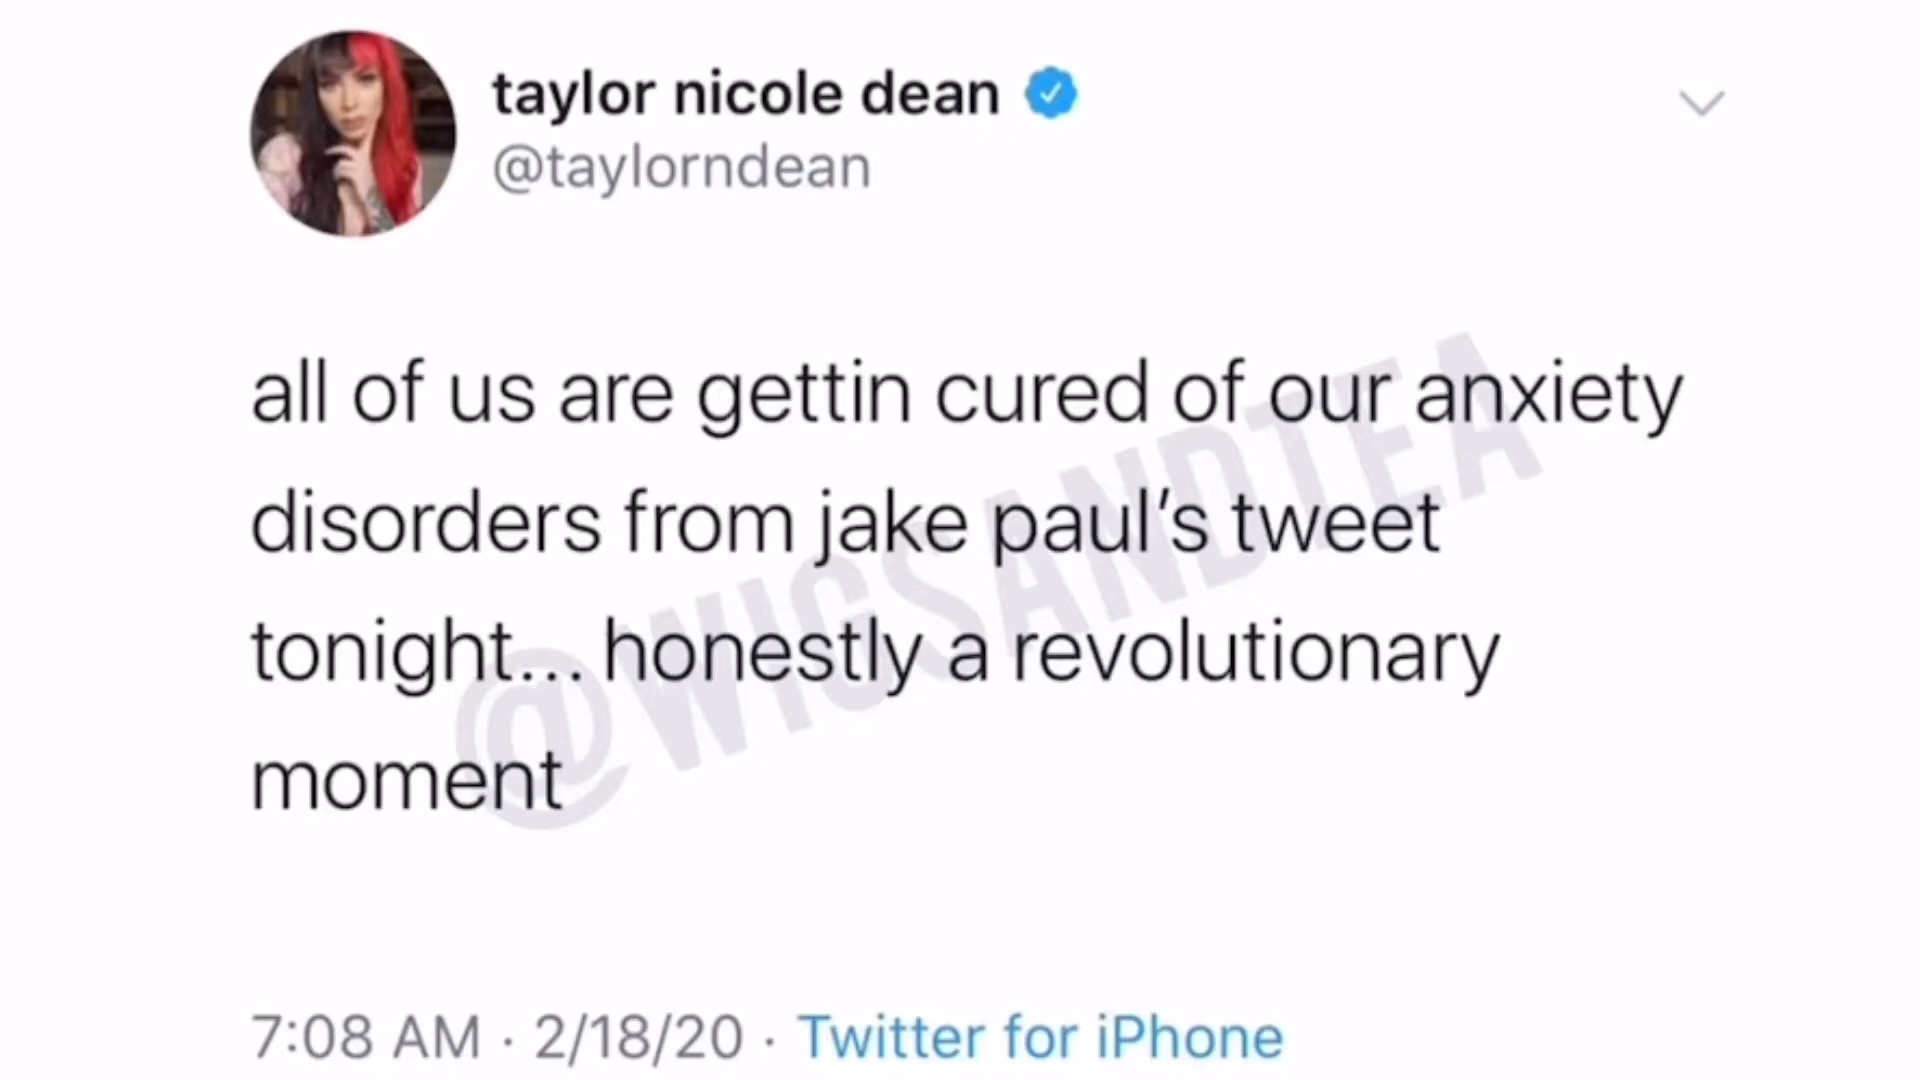 taylor nicole dean
@taylorndean
all of us are gettin cured of our anxiety
disorders from jake paul’s tweet
tonight... honestly a revolutionary
moment
@WIGSANDTEA
7:08 AM · 2/18/20 · Twitter for iPhone